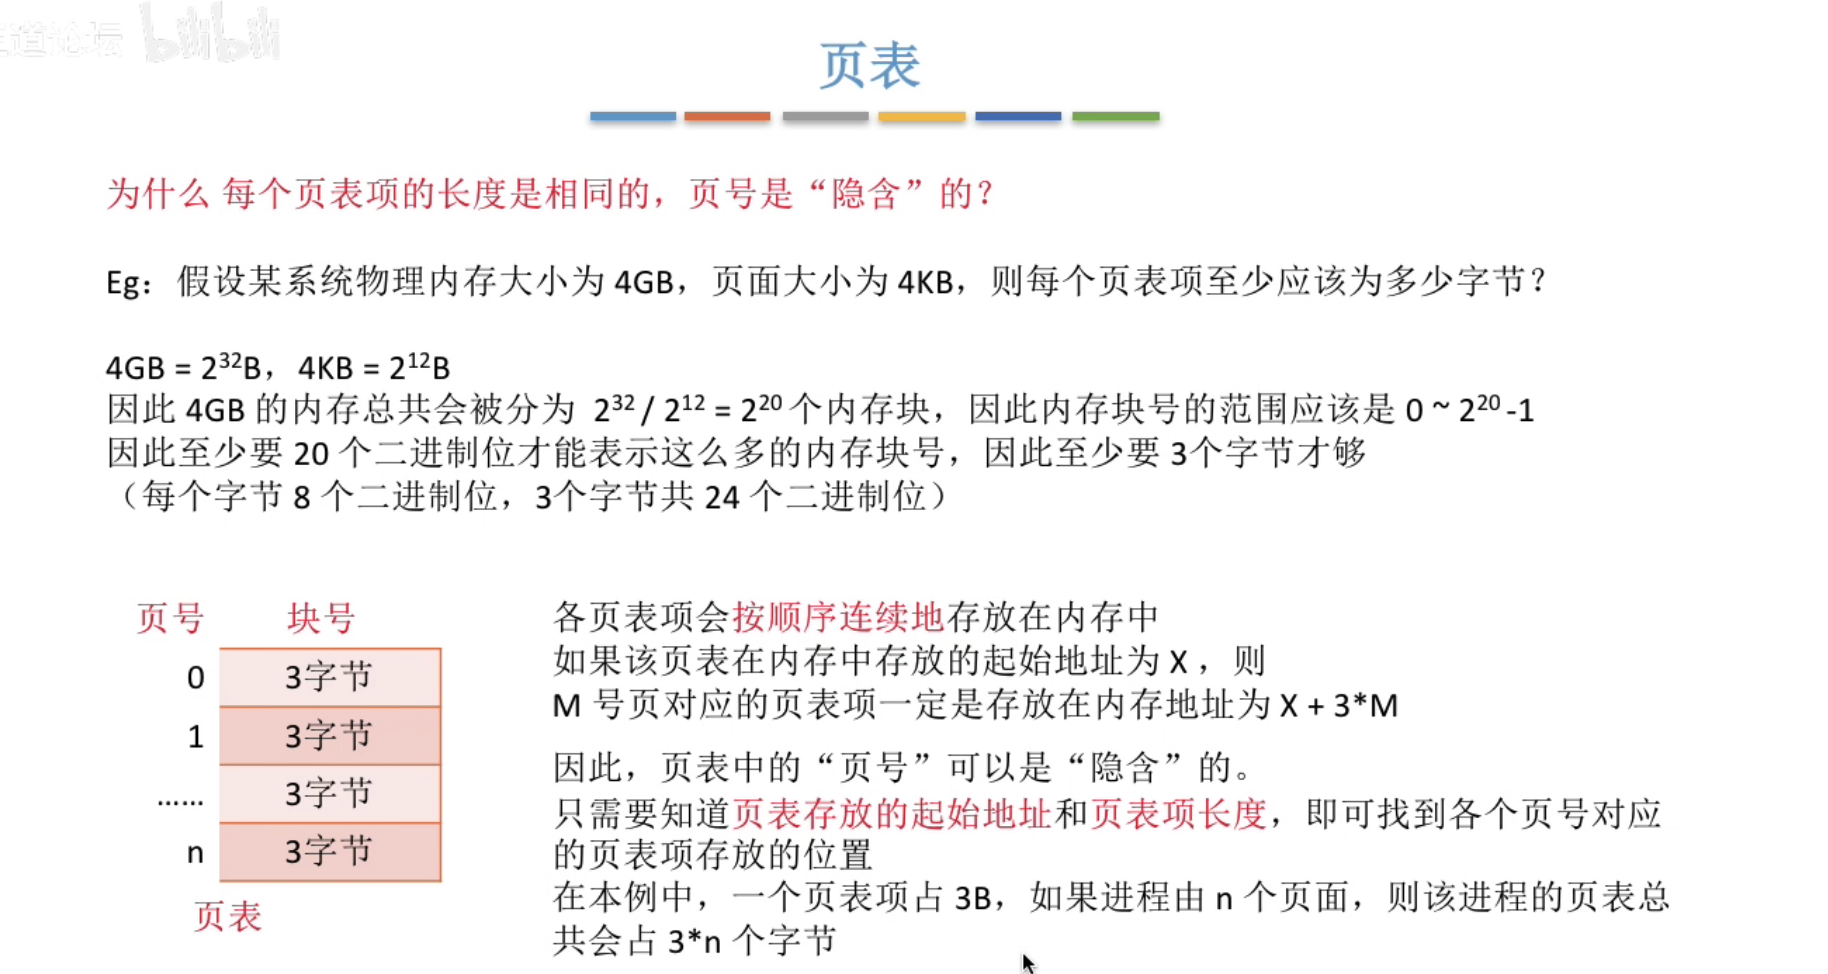 道论坛 bilibili
页表
为什么 每个页表项的长度是相同的，页号是“隐含”的？
Eg：假设某系统物理内存大小为 4GB，页面大小为 4KB，则每个页表项至少应该为多少字节？
4GB = 2³²B，4KB = 2¹²B
因此 4GB 的内存总共会被分为 2³² / 2¹² = 2²⁰ 个内存块，因此内存块号的范围应该是 0 ~ 2²⁰ -1
因此至少要 20 个二进制位才能表示这么多的内存块号，因此至少要 3个字节才够
（每个字节 8 个二进制位，3个字节共 24 个二进制位）
页号 块号
0 3字节
1 3字节
…… 3字节
n 3字节
页表
各页表项会按顺序连续地存放在内存中
如果该页表在内存中存放的起始地址为 X ，则
M 号页对应的页表项一定是存放在内存地址为 X + 3*M
因此，页表中的“页号”可以是“隐含”的。
只需要知道页表存放的起始地址和页表项长度，即可找到各个页号对应
的页表项存放的位置
在本例中，一个页表项占 3B，如果进程由 n 个页面，则该进程的页表总
共会占 3*n 个字节